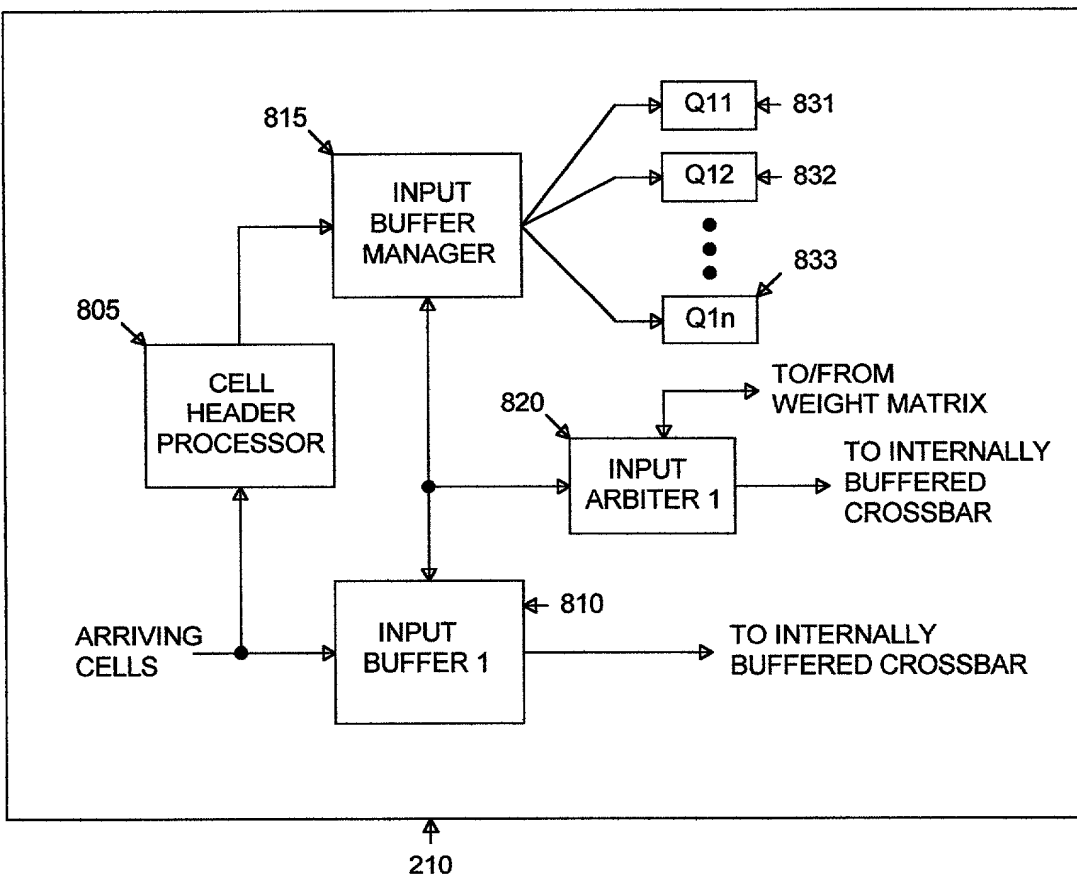 815
INPUT
BUFFER
MANAGER
Q11
831
Q12
832
833
Q1n
805
CELL
HEADER
PROCESSOR
820
INPUT
ARBITER 1
TO/FROM
WEIGHT MATRIX
TO INTERNALLY
BUFFERED
CROSSBAR
ARRIVING
CELLS
INPUT
BUFFER 1
810
TO INTERNALLY
BUFFERED CROSSBAR
210